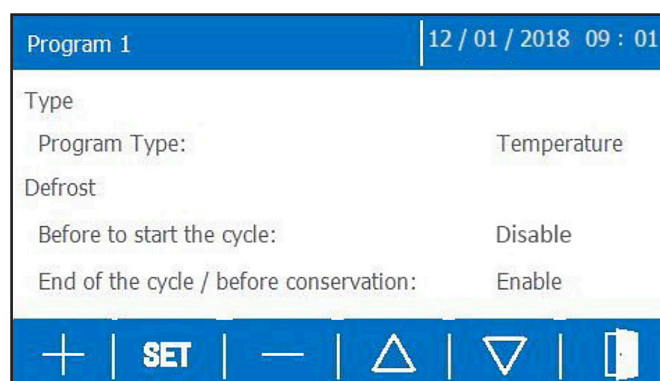 Program 1
12 / 01 / 2018 09 : 01
Type
Program Type: Temperature
Defrost
Before to start the cycle: Disable
End of the cycle / before conservation: Enable
SET